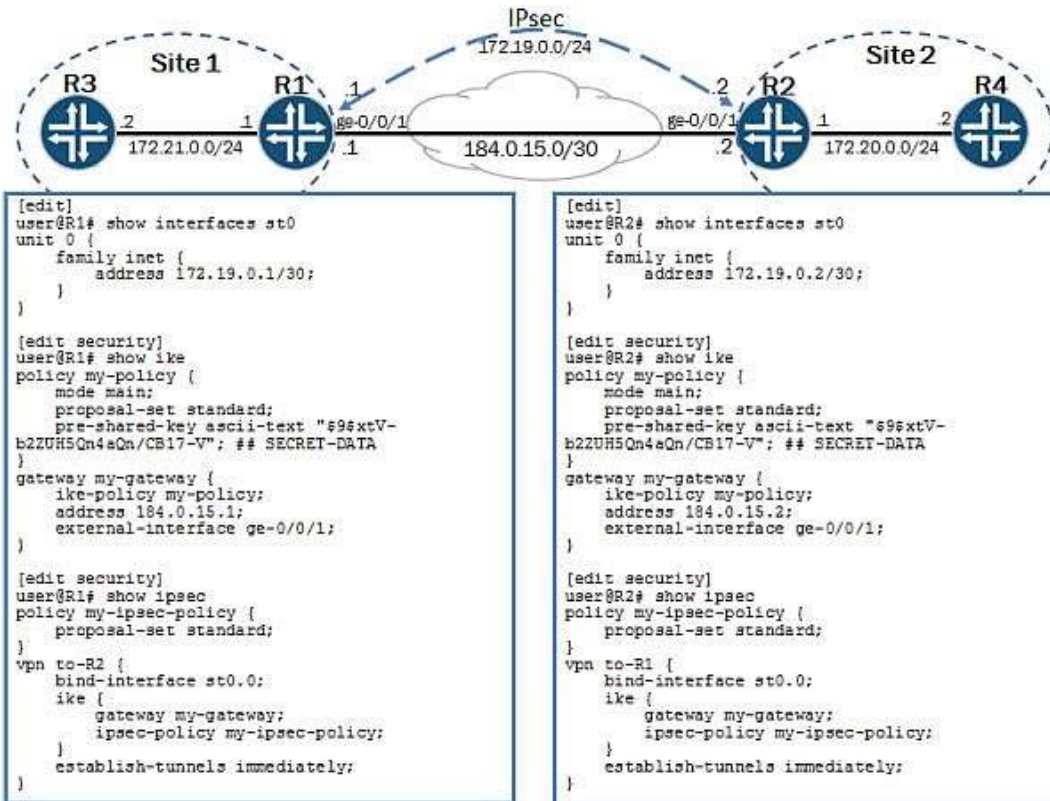 IPsec
172.19.0.0/24
Site 1
Site 2
R3
R1
R2
R4
.1
.2
.2
.1
ge-0/0/1
ge-0/0/1
.1
.2
172.21.0.0/24
.1
184.0.15.0/30
.2
172.20.0.0/24
[edit]
user@R1# show interfaces st0
unit 0 {
family inet {
address 172.19.0.1/30;
}
}
[edit security]
user@R1# show ike
policy my-policy {
mode main;
proposal-set standard;
pre-shared-key ascii-text "$9$xtV-
b2ZUH5Qn4aQn/CB17-V"; ## SECRET-DATA
}
gateway my-gateway {
ike-policy my-policy;
address 184.0.15.1;
external-interface ge-0/0/1;
}
[edit security]
user@R1# show ipsec
policy my-ipsec-policy {
proposal-set standard;
}
vpn to-R2 {
bind-interface st0.0;
ike {
gateway my-gateway;
ipsec-policy my-ipsec-policy;
}
establish-tunnels immediately;
}
[edit]
user@R2# show interfaces st0
unit 0 {
family inet {
address 172.19.0.2/30;
}
}
[edit security]
user@R2# show ike
policy my-policy {
mode main;
proposal-set standard;
pre-shared-key ascii-text "$9$xtV-
b2ZUH5Qn4aQn/CB17-V"; ## SECRET-DATA
}
gateway my-gateway {
ike-policy my-policy;
address 184.0.15.2;
external-interface ge-0/0/1;
}
[edit security]
user@R2# show ipsec
policy my-ipsec-policy {
proposal-set standard;
}
vpn to-R1 {
bind-interface st0.0;
ike {
gateway my-gateway;
ipsec-policy my-ipsec-policy;
}
establish-tunnels immediately;
}